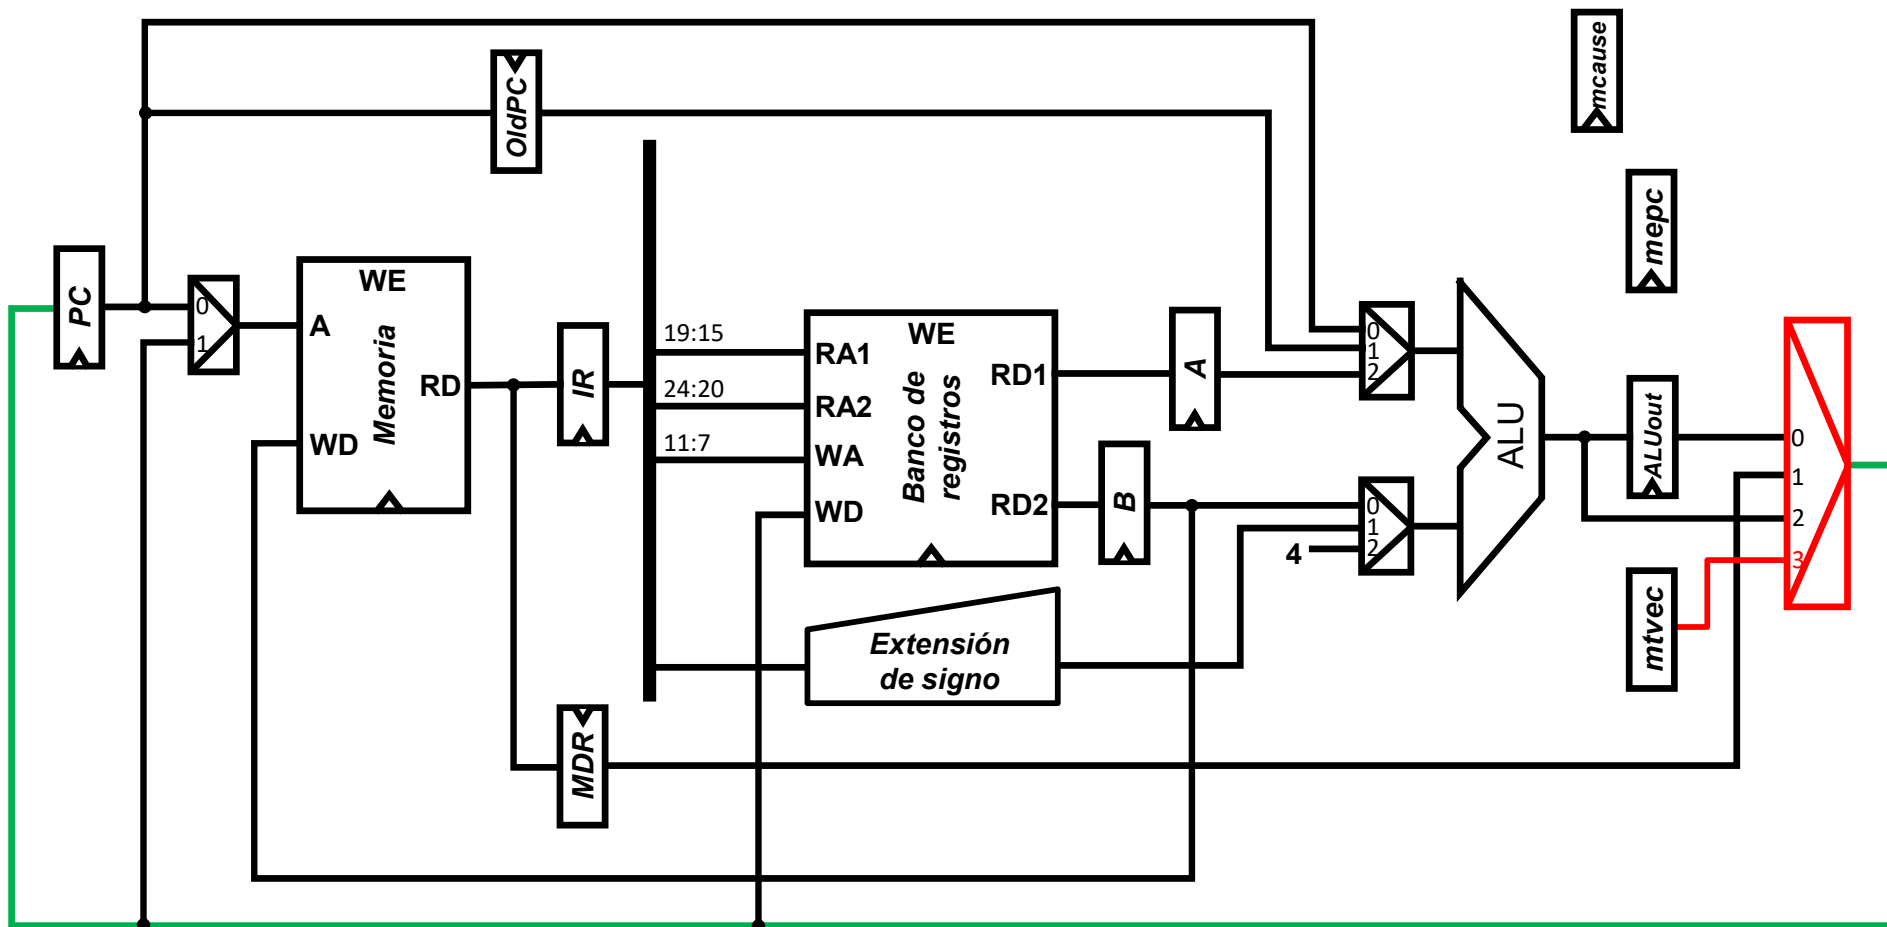 mcause
OldPC
mepc
PC
0
1
WE
A
Memoria
RD
WD
IR
19:15
24:20
11:7
WE
RA1
RA2
WA
WD
Banco de
registros
RD1
RD2
A
B
0
1
2
0
1
2
4
ALU
ALUout
0
1
2
3
mtvec
Extensión
de signo
MDR